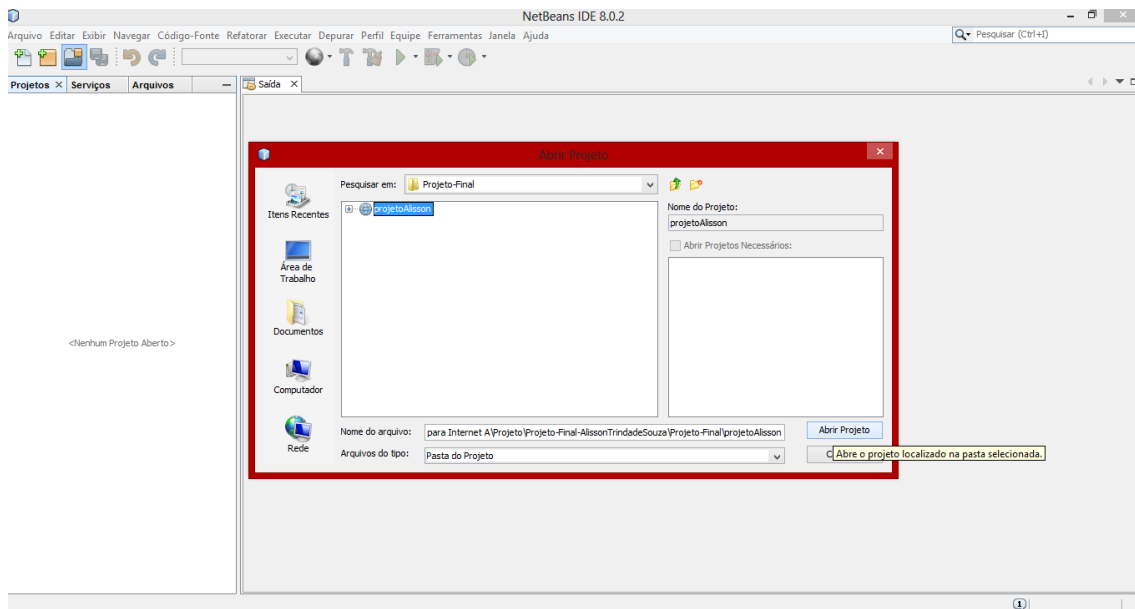 NetBeans IDE 8.0.2
Arquivo Editar Exibir Navegar Código-Fonte Refatorar Executar Depurar Perfil Equipe Ferramentas Janela Ajuda
Pesquisar (Ctrl+I)
Projetos Serviços Arquivos
Saída
Abrir Projeto
Pesquisar em: Projeto-Final
Itens Recentes
projetoAlisson
Nome do Projeto:
projetoAlisson
Abrir Projetos Necessários:
Área de
Trabalho
Documentos
<Nenhum Projeto Aberto>
Computador
Rede
Nome do arquivo: para Internet A\Projeto\Projeto-Final-AlissonTrindadeSouza\Projeto-Final\projetoAlisson
Abrir Projeto
Arquivos do tipo: Pasta do Projeto
C
Abre o projeto localizado na pasta selecionada.
1